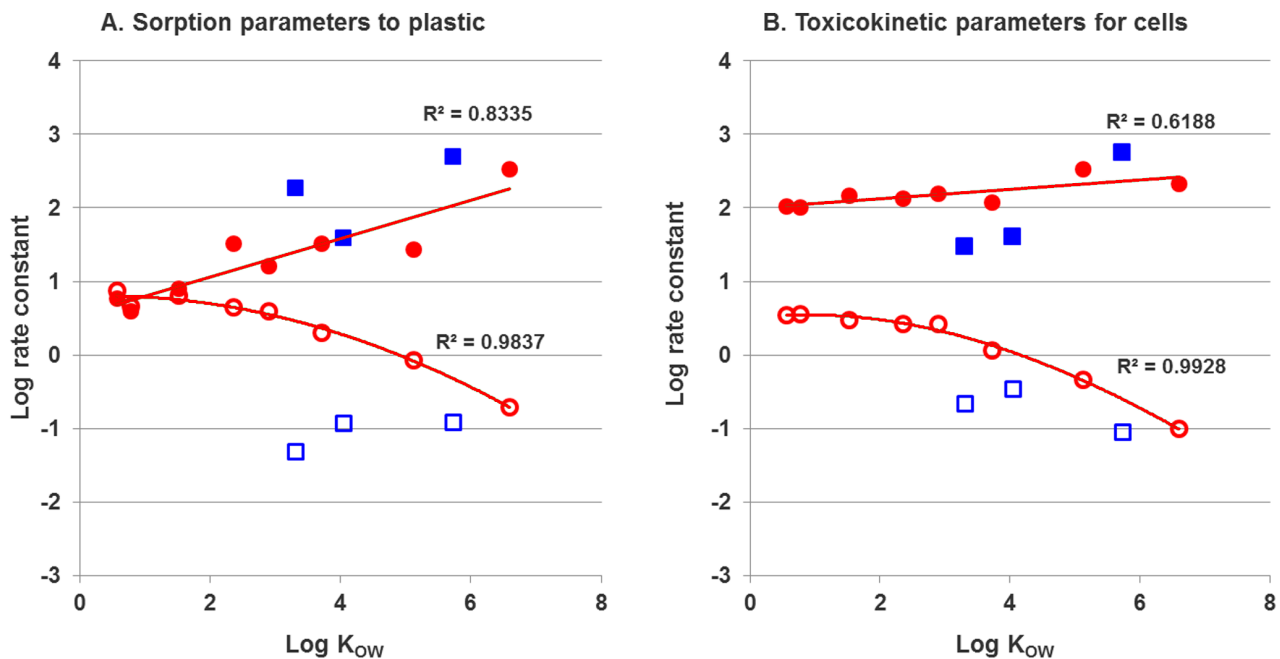 A. Sorption parameters to plastic
4
3
2
1
0
-1
-2
-3
Log rate constant
R² = 0.8335
R² = 0.9837
0 2 4 6 8
Log K_OW
B. Toxicokinetic parameters for cells
4
3
2
1
0
-1
-2
-3
Log rate constant
R² = 0.6188
R² = 0.9928
0 2 4 6 8
Log K_OW